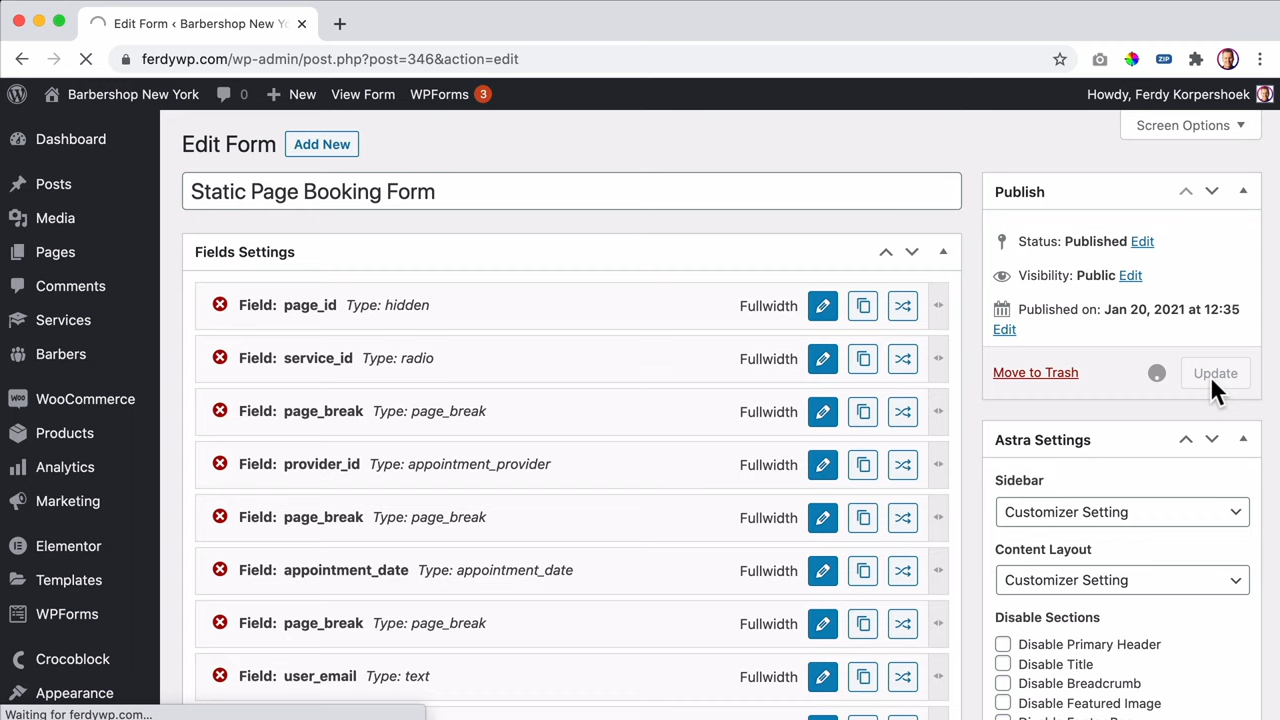 Edit Form ‹ Barbershop New Yo
ferdywp.com/wp-admin/post.php?post=346&action=edit
ZIP
Barbershop New York 0 New View Form WPForms 3 Howdy, Ferdy Korpershoek
Screen Options
Dashboard
Posts
Media
Pages
Comments
Services
Barbers
WOO WooCommerce
Products
Analytics
Marketing
Elementor
Templates
WPForms
Crocoblock
Appearance
Edit Form Add New
Static Page Booking Form
Fields Settings
Field: page_id Type: hidden Fullwidth
Field: service_id Type: radio Fullwidth
Field: page_break Type: page_break Fullwidth
Field: provider_id Type: appointment_provider Fullwidth
Field: page_break Type: page_break Fullwidth
Field: appointment_date Type: appointment_date Fullwidth
Field: page_break Type: page_break Fullwidth
Field: user_email Type: text Fullwidth
Publish
Status: Published Edit
Visibility: Public Edit
Published on: Jan 20, 2021 at 12:35
Edit
Move to Trash Update
Astra Settings
Sidebar
Customizer Setting
Content Layout
Customizer Setting
Disable Sections
Disable Primary Header
Disable Title
Disable Breadcrumb
Disable Featured Image
Waiting for ferdywp.com...